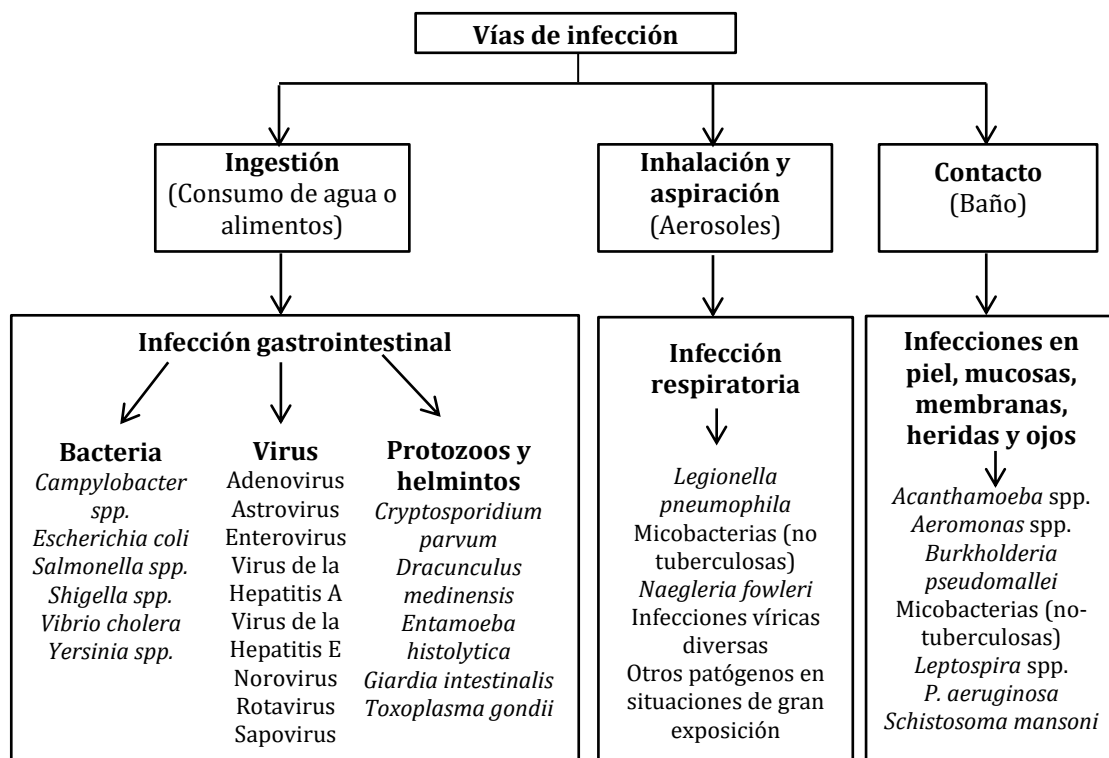 Vías de infección
Ingestión
(Consumo de agua o
alimentos)
Inhalación y
aspiración
(Aerosoles)
Contacto
(Baño)
Infección gastrointestinal
Bacteria
Campylobacter
spp.
Escherichia coli
Salmonella spp.
Shigella spp.
Vibrio cholera
Yersinia spp.
Virus
Adenovirus
Astrovirus
Enterovirus
Virus de la
Hepatitis A
Virus de la
Hepatitis E
Norovirus
Rotavirus
Sapovirus
Protozoos y
helmintos
Cryptosporidium
parvum
Dracunculus
medinensis
Entamoeba
histolytica
Giardia intestinalis
Toxoplasma gondii
Infección
respiratoria
Legionella
pneumophila
Micobacterias (no
tuberculosas)
Naegleria fowleri
Infecciones víricas
diversas
Otros patógenos en
situaciones de gran
exposición
Infecciones en
piel, mucosas,
membranas,
heridas y ojos
Acanthamoeba spp.
Aeromonas spp.
Burkholderia
pseudomallei
Micobacterias (no-
tuberculosas)
Leptospira spp.
P. aeruginosa
Schistosoma mansoni